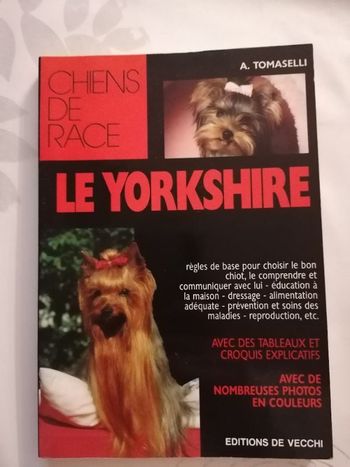 CHIENS
DE
RACE
A. TOMASELLI
LE YORKSHIRE
règles de base pour choisir le bon
chiot, le comprendre et
communiquer avec lui - éducation à
la maison - dressage - alimentation
adéquate - prévention et soins des
maladies - reproduction, etc.
AVEC DES TABLEAUX ET
CROQUIS EXPLICATIFS
AVEC DE
NOMBREUSES PHOTOS
EN COULEURS
EDITIONS DE VECCHI